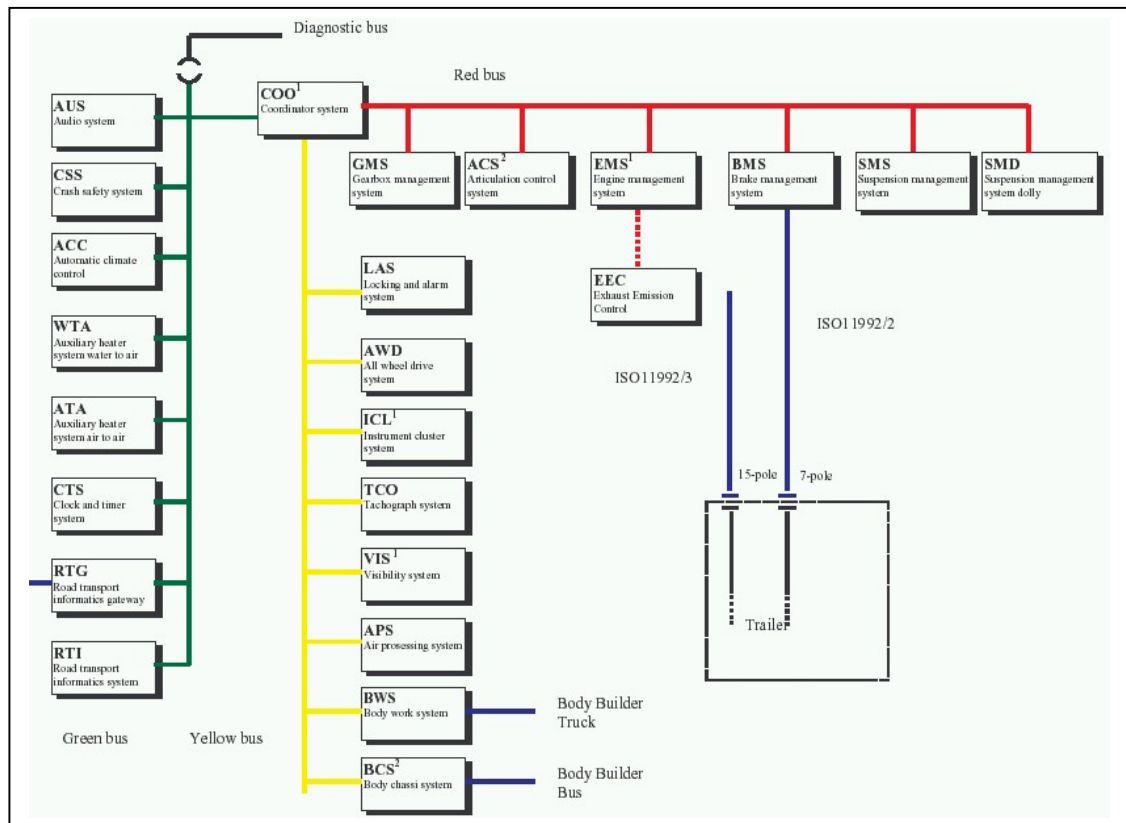 Diagnostic bus
Red bus
COO1
Coordinator system
AUS
Audio system
CSS
Crash safety system
ACC
Automatic climate
control
WTA
Auxiliary heater
system water to air
ATA
Auxiliary heater
system air to air
CTS
Clock and timer
system
RTG
Road transport
informatics gateway
RTI
Road transport
informatics system
Green bus
Yellow bus
GMS
Gearbox management
system
ACS2
Articulation control
system
EMS1
Engine management
system
BMS
Brake management
system
SMS
Suspension management
system
SMD
Suspension management
system dolly
EEC
Exhaust Emission
Control
LAS
Locking and alarm
system
AWD
All wheel drive
system
ICL1
Instrument cluster
system
TCO
Tachograph system
VIS1
Visibility system
APS
Air prosessing system
BWS
Body work system
BCS2
Body chassi system
Body Builder
Truck
Body Builder
Bus
ISO11992/2
ISO11992/3
15-pole
7-pole
Trailer